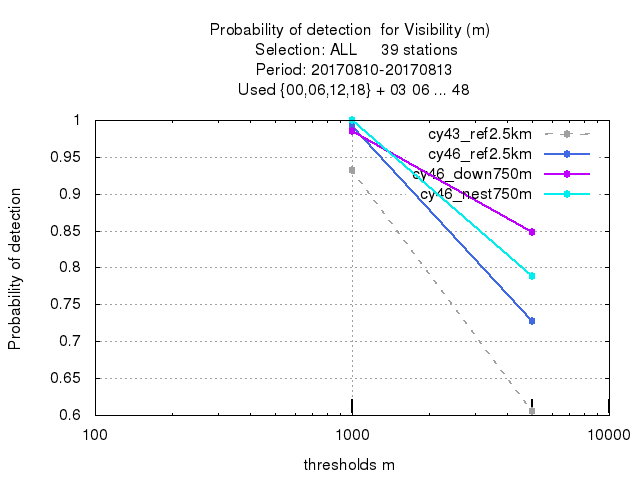 Probability of detection  for Visibility (m)
Selection: ALL     39 stations
Period: 20170810-20170813
Used {00,06,12,18} + 03 06 ... 48
cy43_ref2.5km
cy46_ref2.5km
cy46_down750m
cy46_nest750m
1
0.95
0.9
0.85
0.8
0.75
0.7
0.65
0.6
Probability of detection
100
1000
10000
thresholds m